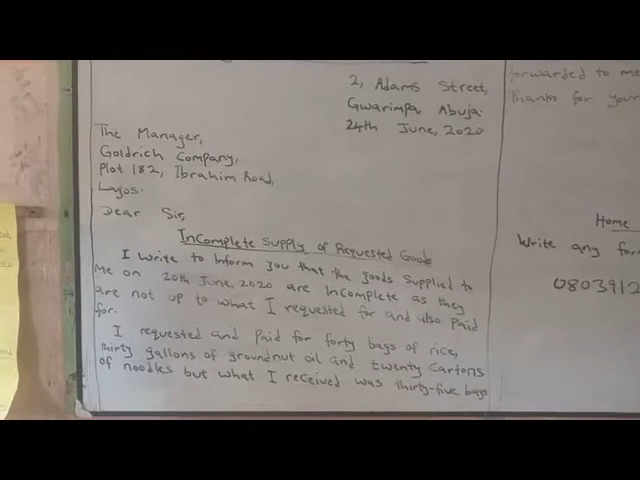 2, Adams Street,
Gwarimpa Abuja.
24th June, 2020
The Manager,
Goldrich Company,
Plot 182, Ibrahim Road,
Lagos.
Dear Sir,
Incomplete Supply of Requested Goods
I write to inform you that the goods supplied to
me on 20th June, 2020 are incomplete as they
are not up to what I requested for and also paid
for.
I requested and paid for forty bags of rice,
thirty gallons of groundnut oil and twenty cartons
of noodles but what I received was thirty-five bags
forwarded to me
Thanks for your
Home
Write any for
0803912